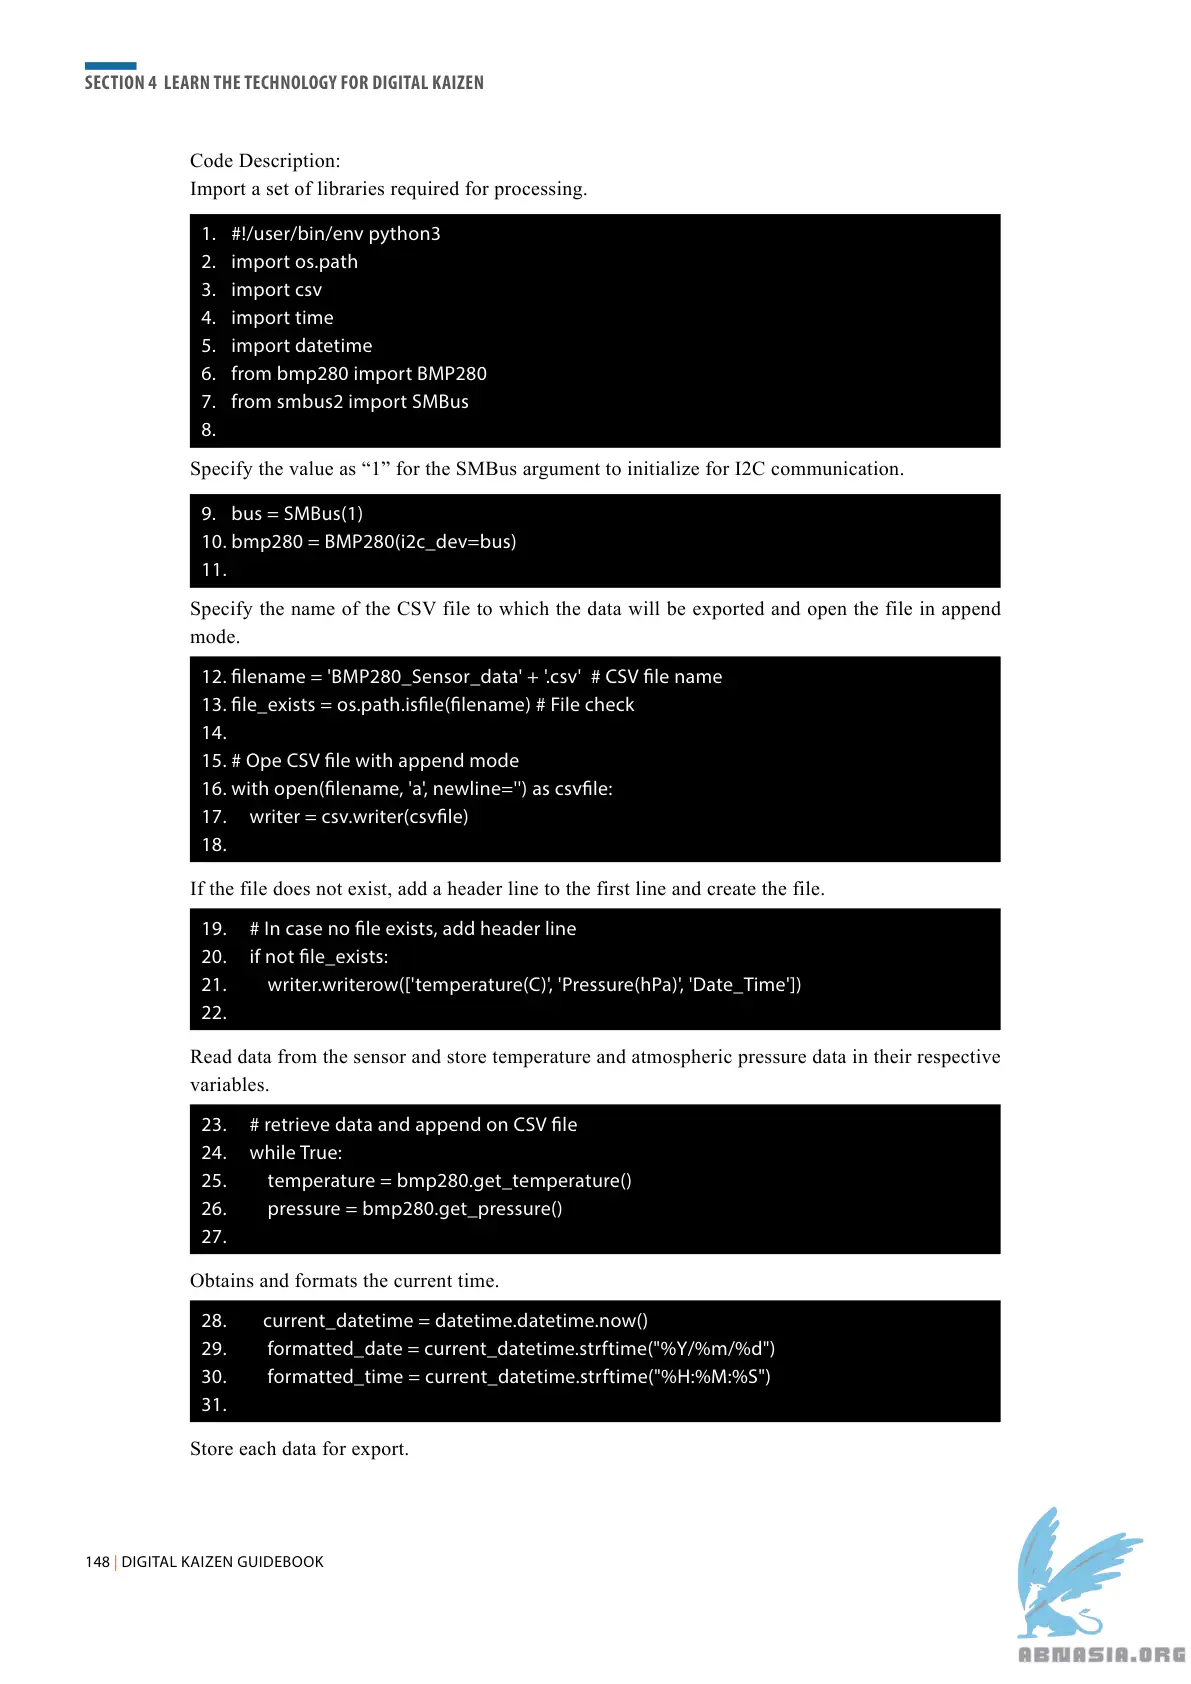 SECTION 4 LEARN THE TECHNOLOGY FOR DIGITAL KAIZEN
Code Description:
Import a set of libraries required for processing.
1. #!/user/bin/env python3
2. import os.path
3. import csv
4. import time
5. import datetime
6. from bmp280 import BMP280
7. from smbus2 import SMBus
8.
Specify the value as “1” for the SMBus argument to initialize for I2C communication.
9. bus = SMBus(1)
10. bmp280 = BMP280(i2c_dev=bus)
11.
Specify the name of the CSV file to which the data will be exported and open the file in append
mode.
12. filename = 'BMP280_Sensor_data' + '.csv' # CSV file name
13. file_exists = os.path.isfile(filename) # File check
14.
15. # Ope CSV file with append mode
16. with open(filename, 'a', newline='') as csvfile:
17. writer = csv.writer(csvfile)
18.
If the file does not exist, add a header line to the first line and create the file.
19. # In case no file exists, add header line
20. if not file_exists:
21. writer.writerow(['temperature(C)', 'Pressure(hPa)', 'Date_Time'])
22.
Read data from the sensor and store temperature and atmospheric pressure data in their respective
variables.
23. # retrieve data and append on CSV file
24. while True:
25. temperature = bmp280.get_temperature()
26. pressure = bmp280.get_pressure()
27.
Obtains and formats the current time.
28. current_datetime = datetime.datetime.now()
29. formatted_date = current_datetime.strftime("%Y/%m/%d")
30. formatted_time = current_datetime.strftime("%H:%M:%S")
31.
Store each data for export.
148 | DIGITAL KAIZEN GUIDEBOOK
ABNASIA.ORG